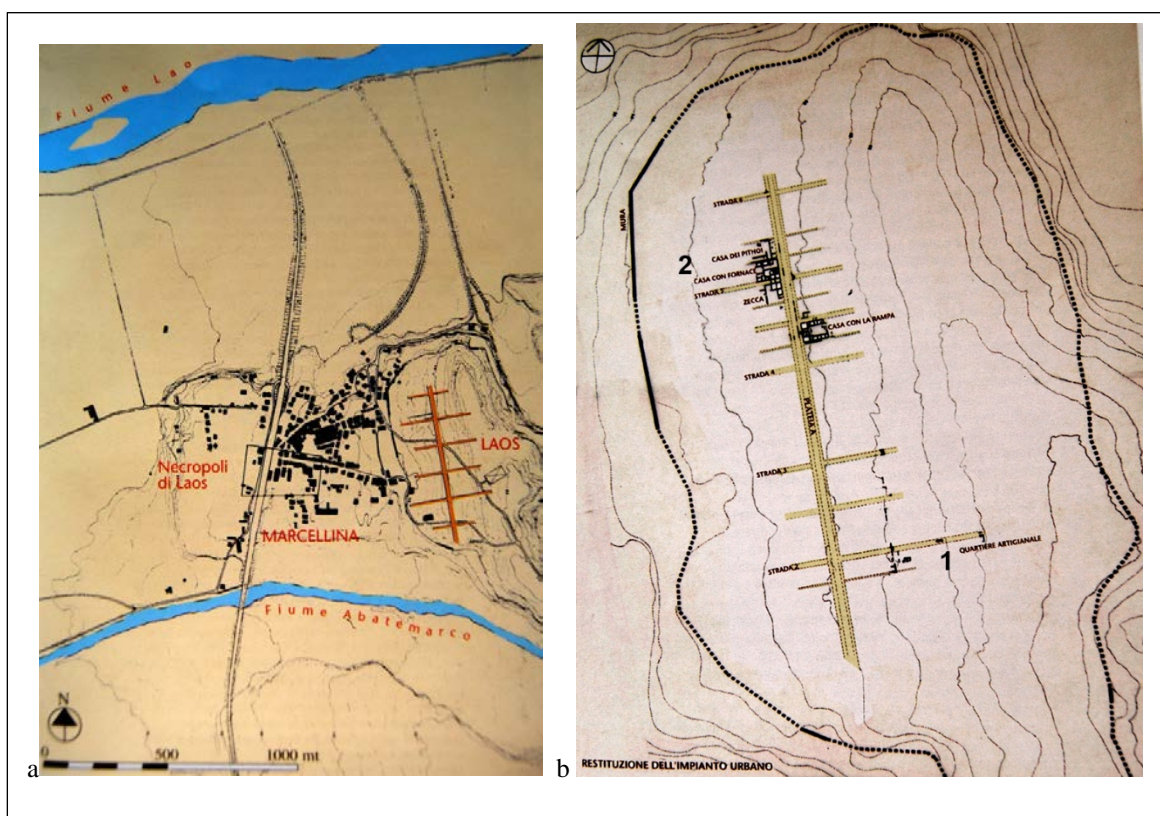 Fiume Lao
LAOS
Necropoli
di Laos
MARCELLINA
Fiume Abatemarco
N
0 500 1000 mt
a
STRADA 6
MURA
CASA DEI PITHOI
2
CASA CON FORNACE
STRADA 5
ZECCA
CASA CON LA RAMPA
STRADA 4
PLATEIA A
STRADA 3
QUARTIERE ARTIGIANALE
1
STRADA 2
b
RESTITUZIONE DELL'IMPIANTO URBANO